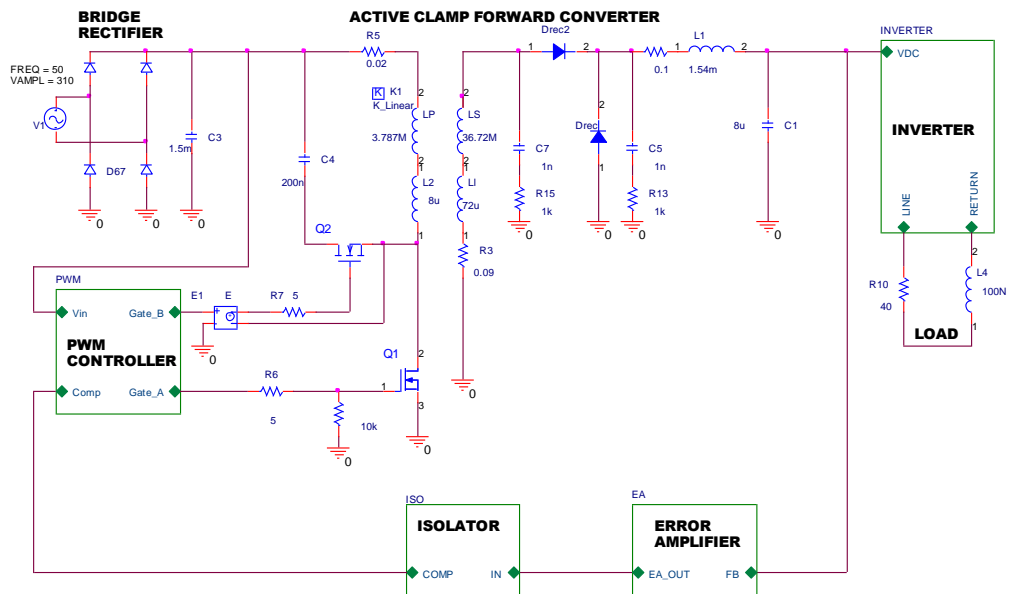 BRIDGE
RECTIFIER
ACTIVE CLAMP FORWARD CONVERTER
FREQ = 50
VAMPL = 310
V1
D67
0
0
C3
1.5m
0
R5
0.02
K K1
K_Linear
2
LP
3.787M
2
1
L2
8u
1
C4
200n
Q2
2
LS
36.72M
2
1
LI
72u
1
R3
0.09
0
1
Drec2
2
C7
1n
R15
1k
0
2
Drec
1
0
C5
1n
R13
1k
0
0.1
1
L1
2
1.54m
8u
C1
0
INVERTER
VDC
INVERTER
LINE
RETURN
R10
40
2
L4
100N
1
LOAD
PWM
Vin
Gate_B
PWM
CONTROLLER
Comp
Gate_A
E1
E
+
-
0
R7
5
R6
5
10k
0
Q1
2
1
3
0
ISO
ISOLATOR
COMP
IN
EA
ERROR
AMPLIFIER
EA_OUT
FB